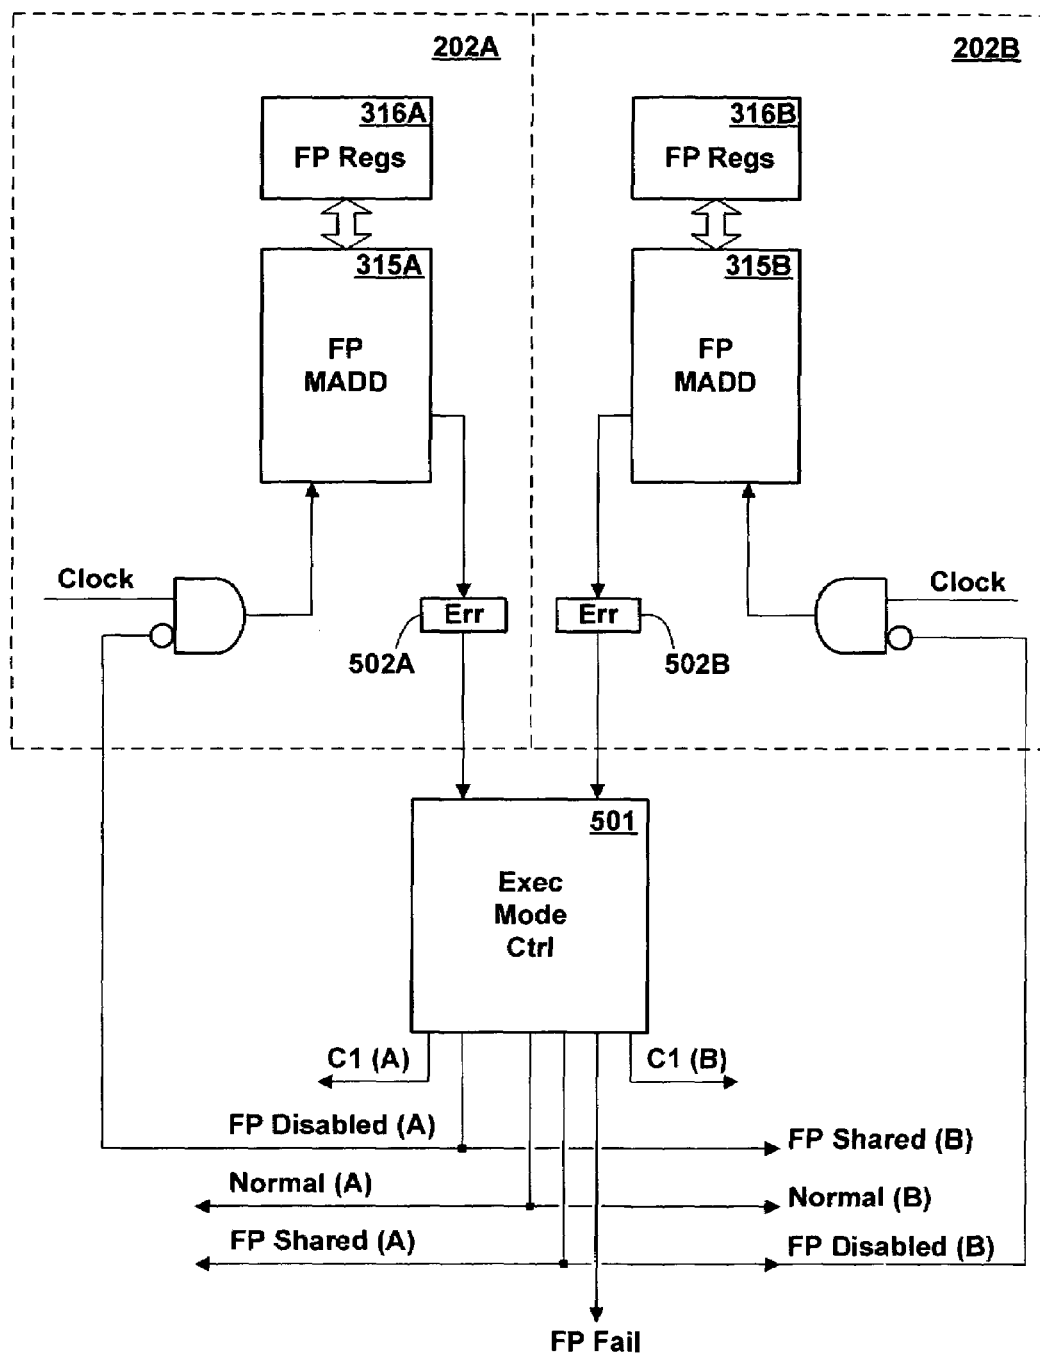 202A
202B
316A
FP Regs
316B
FP Regs
315A
FP
MADD
315B
FP
MADD
Clock
Err
Err
Clock
502A
502B
501
Exec
Mode
Ctrl
C1 (A)
C1 (B)
FP Disabled (A)
FP Shared (B)
Normal (A)
Normal (B)
FP Shared (A)
FP Disabled (B)
FP Fail